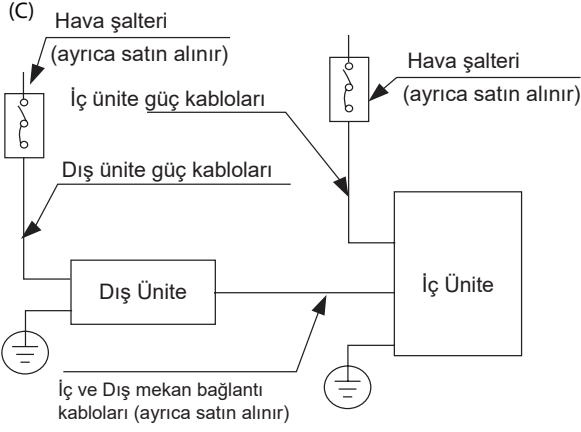 (C)
Hava şalteri
(ayrıca satın alınır)
Hava şalteri
(ayrıca satın alınır)
İç ünite güç kabloları
Dış ünite güç kabloları
Dış Ünite
İç Ünite
İç ve Dış mekan bağlantı
kabloları (ayrıca satın alınır)